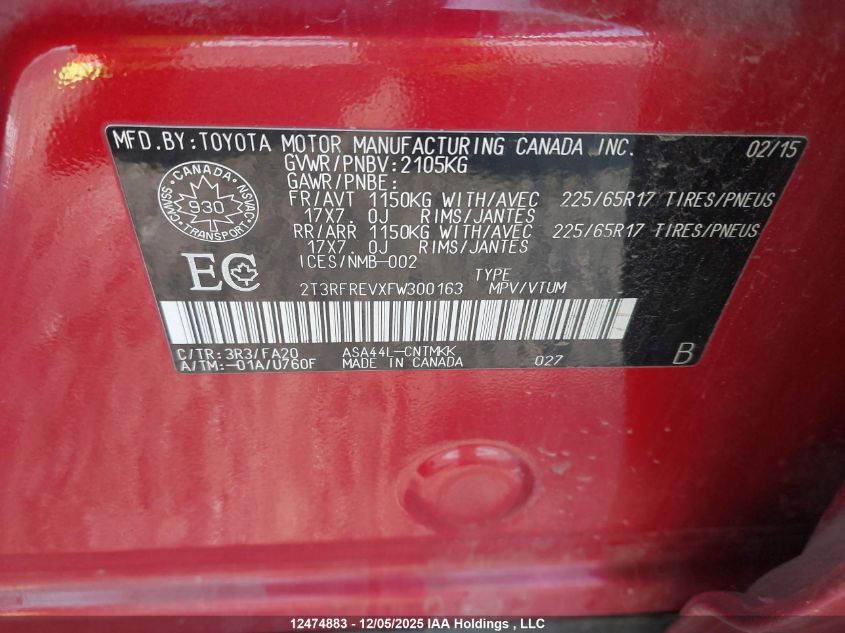 MFD.BY:TOYOTA MOTOR MANUFACTURING CANADA INC. 02/15
GVWR/PNBV:2105KG
GAWR/PNBE:
FR/AVT 1150KG WITH/AVEC 225/65R17 TIRES/PNEUS
17X7.0J RIMS/JANTES
RR/ARR 1150KG WITH/AVEC 225/65R17 TIRES/PNEUS
17X7.0J RIMS/JANTES
ICES/NMB-002
CANADA
CMVSS
930
NSVAC
TRANSPORT
EC
TYPE
2T3RFREVXFW300163 MPV/VTUM
C/TR:3R3/FA20 ASA44L-CNTMKK
A/TM:-01A/U760F MADE IN CANADA 027 B
12474883 - 12/05/2025 IAA Holdings , LLC